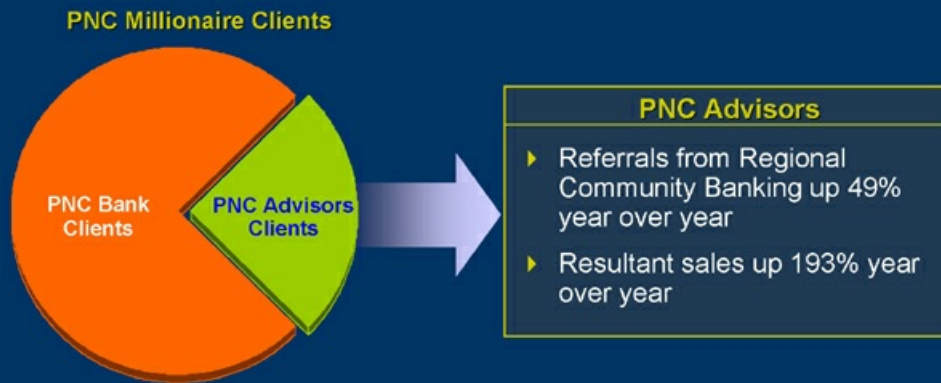 PNC Millionaire Clients
PNC Bank
Clients
PNC Advisors
Clients
PNC Advisors
Referrals from Regional
Community Banking up 49%
year over year
Resultant sales up 193% year
over year